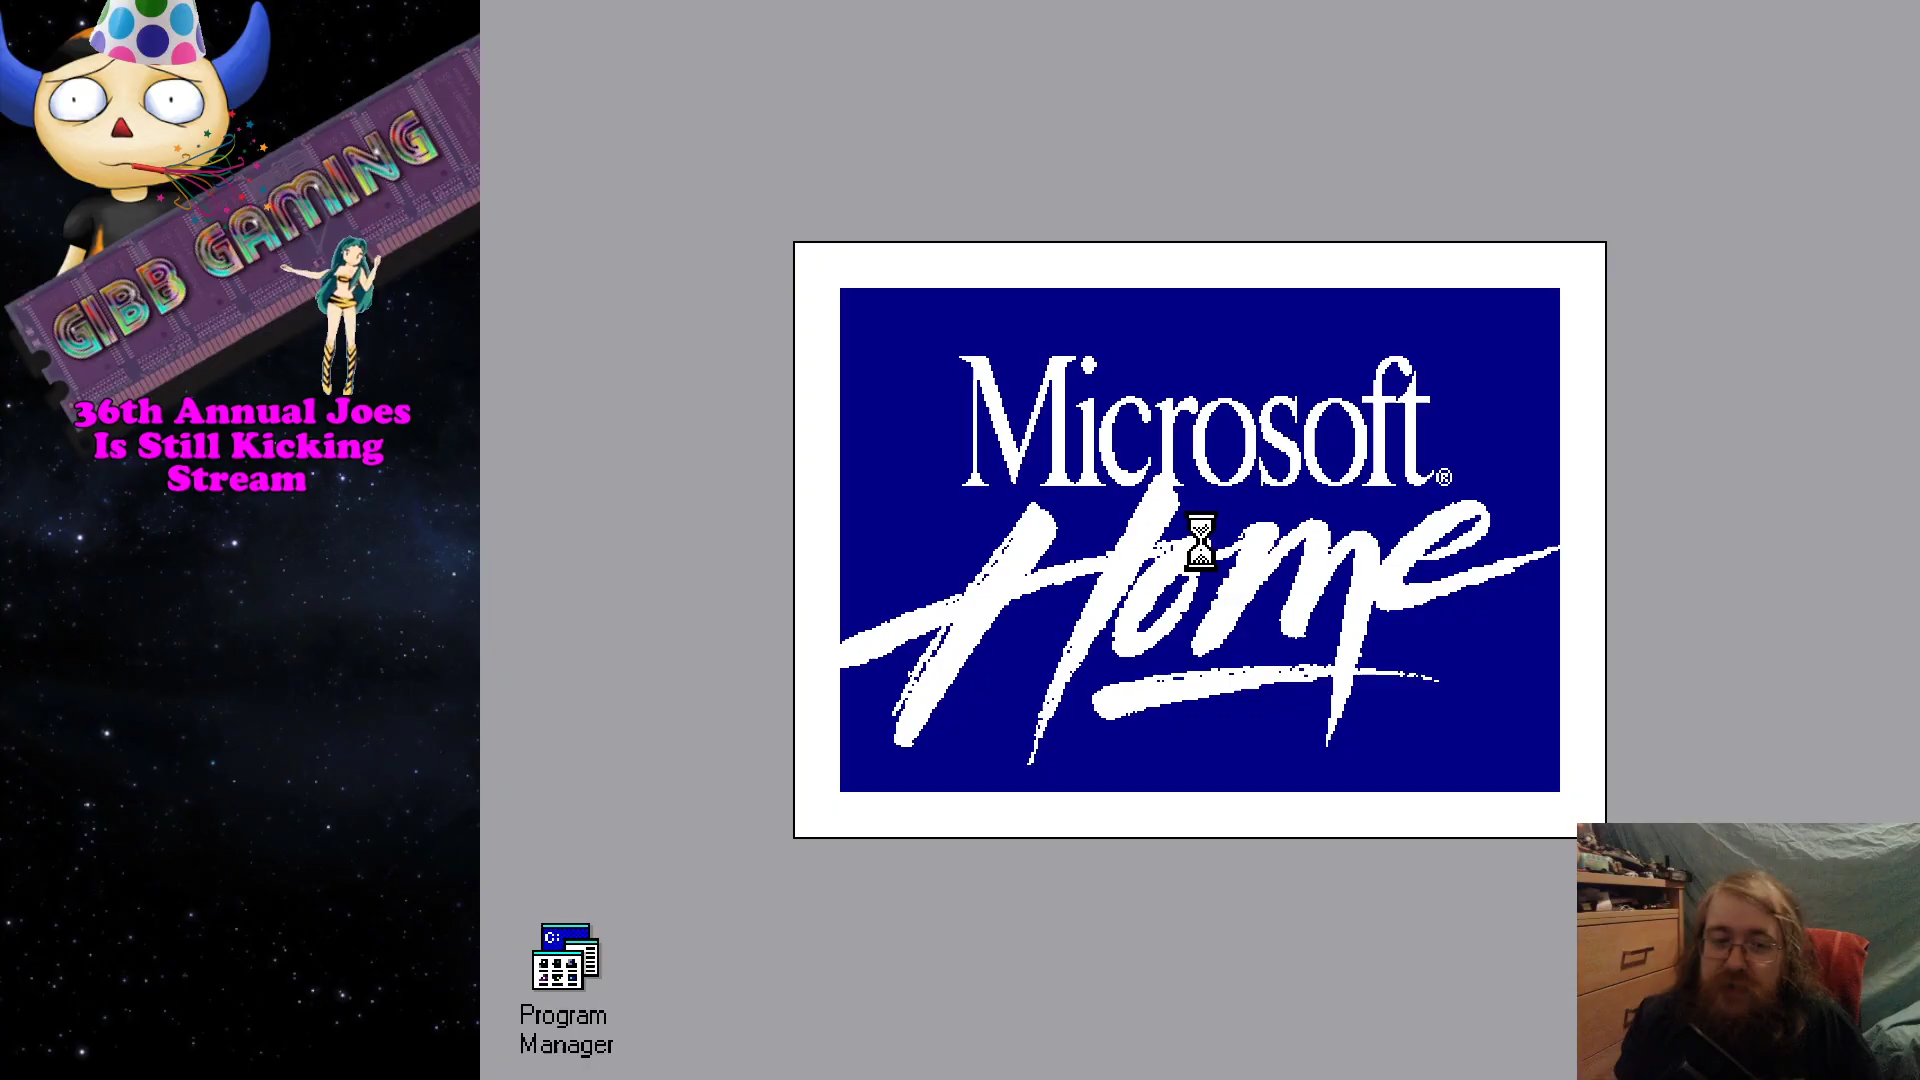 GIBB GAMING
36th Annual Joes
Is Still Kicking
Stream
Microsoft®
Home
C:
Program
Manager